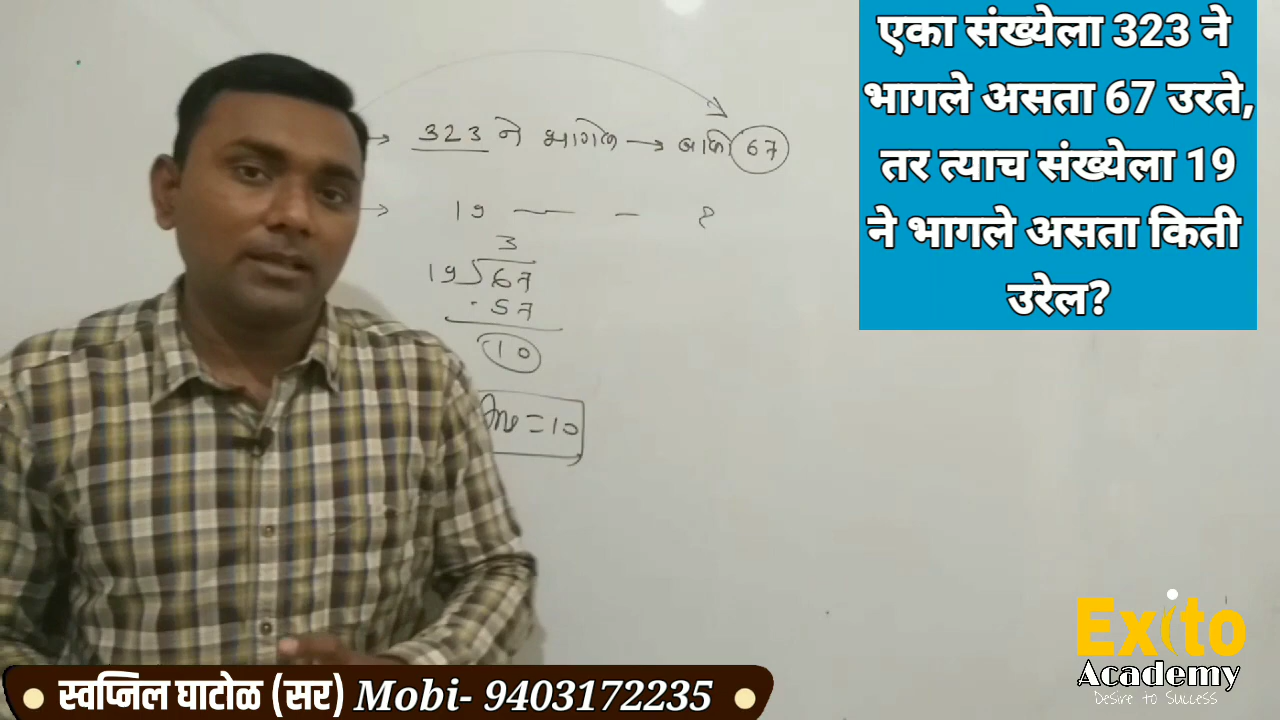 एका संख्येला 323 ने
भागले असता 67 उरते,
तर त्याच संख्येला 19
ने भागले असता किती
उरेल?
323 ने भागले → बाकि 67
19 — - ?
3
19 67
57
10
Ans = 10
Exito
Academy
Desire to Success
स्वप्निल घाटोळ (सर) Mobi- 9403172235